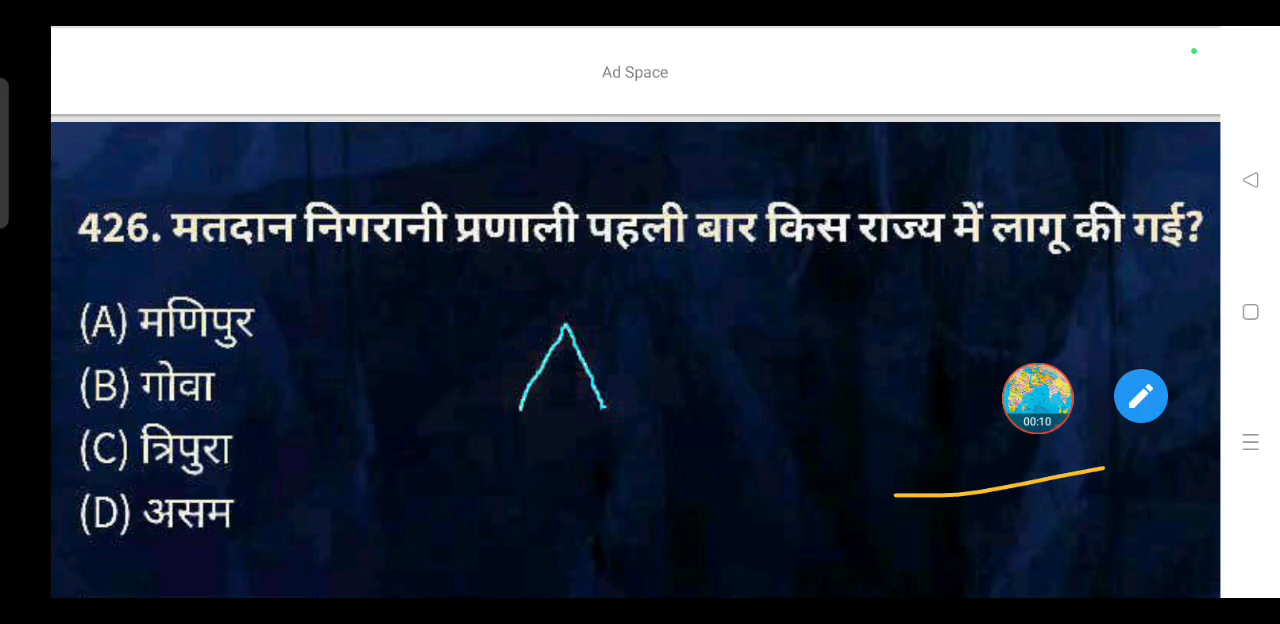 Ad Space
426. मतदान निगरानी प्रणाली पहली बार किस राज्य में लागू की गई?
(A) मणिपुर
(B) गोवा
(C) त्रिपुरा
(D) असम
00:10